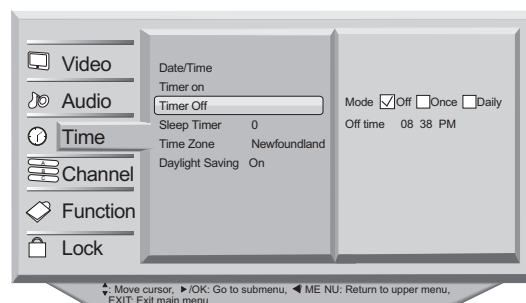 Video
Audio
Time
Channel
Function
Lock
Date/Time
Timer on
Timer Off
Sleep Timer 0
Time Zone Newfoundland
Daylight Saving On
Mode Off Once Daily
Off time 08 38 PM
: Move cursor, ▶/OK: Go to submenu, ◀/ ME NU: Return to upper menu,
EXIT: Exit main menu